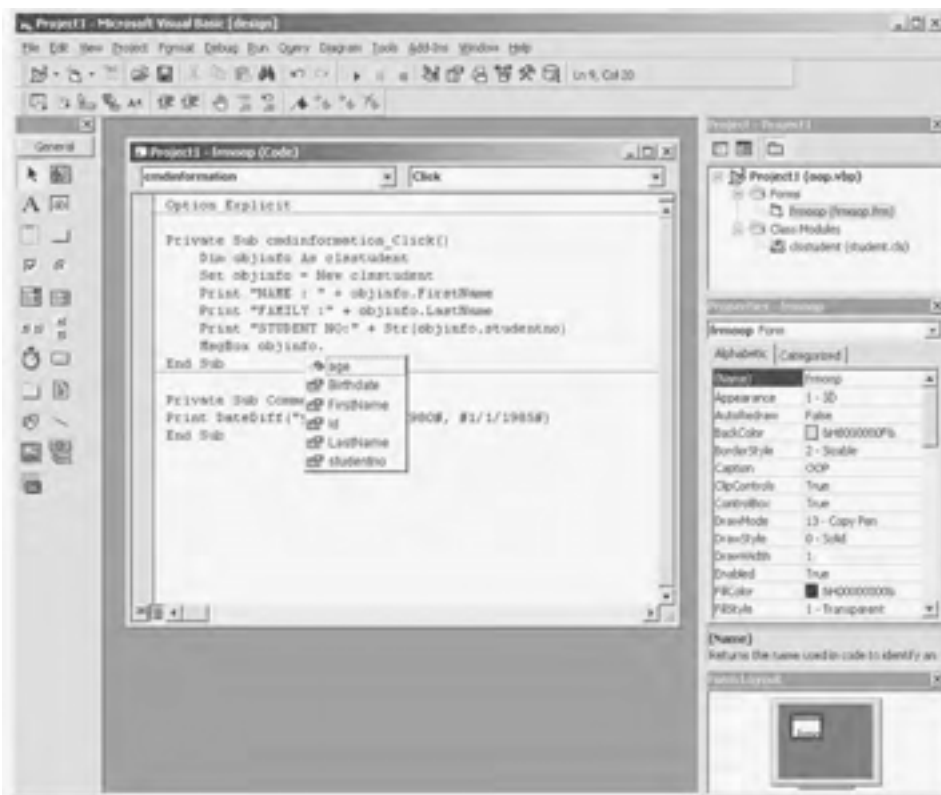 Project1 - Microsoft Visual Basic [design]
File Edit View Project Format Debug Run Query Diagram Tools Add-Ins Window Help
Ln 9, Col 20
General
Project1 - frmoop (Code)
cmdinformation Click
Option Explicit
Private Sub cmdinformation_Click()
Dim objinfo As clsstudent
Set objinfo = New clsstudent
Print "NAME : " + objinfo.FirstName
Print "FAMILY :" + objinfo.LastName
Print "STUDENT NO:" + Str(objinfo.studentno)
MsgBox objinfo.
End Sub
age
Birthdate
FirstName
id
LastName
studentno
Private Sub Comm
Print DateDiff(" 980#, #1/1/1985#)
End Sub
Project - Project1
Project1 (oop.vbp)
Forms
frmoop (frmoop.frm)
Class Modules
clsstudent (student.cls)
Properties - frmoop
frmoop Form
Alphabetic Categorized
(Name) frmoop
Appearance 1 - 3D
AutoRedraw False
BackColor
BorderStyle 2 - Sizable
Caption OOP
ClipControls True
ControlBox True
DrawMode 13 - Copy Pen
DrawStyle 0 - Solid
DrawWidth 1
Enabled True
FillColor
FillStyle 1 - Transparent
(Name)
Returns the name used in code to identify an
Form Layout